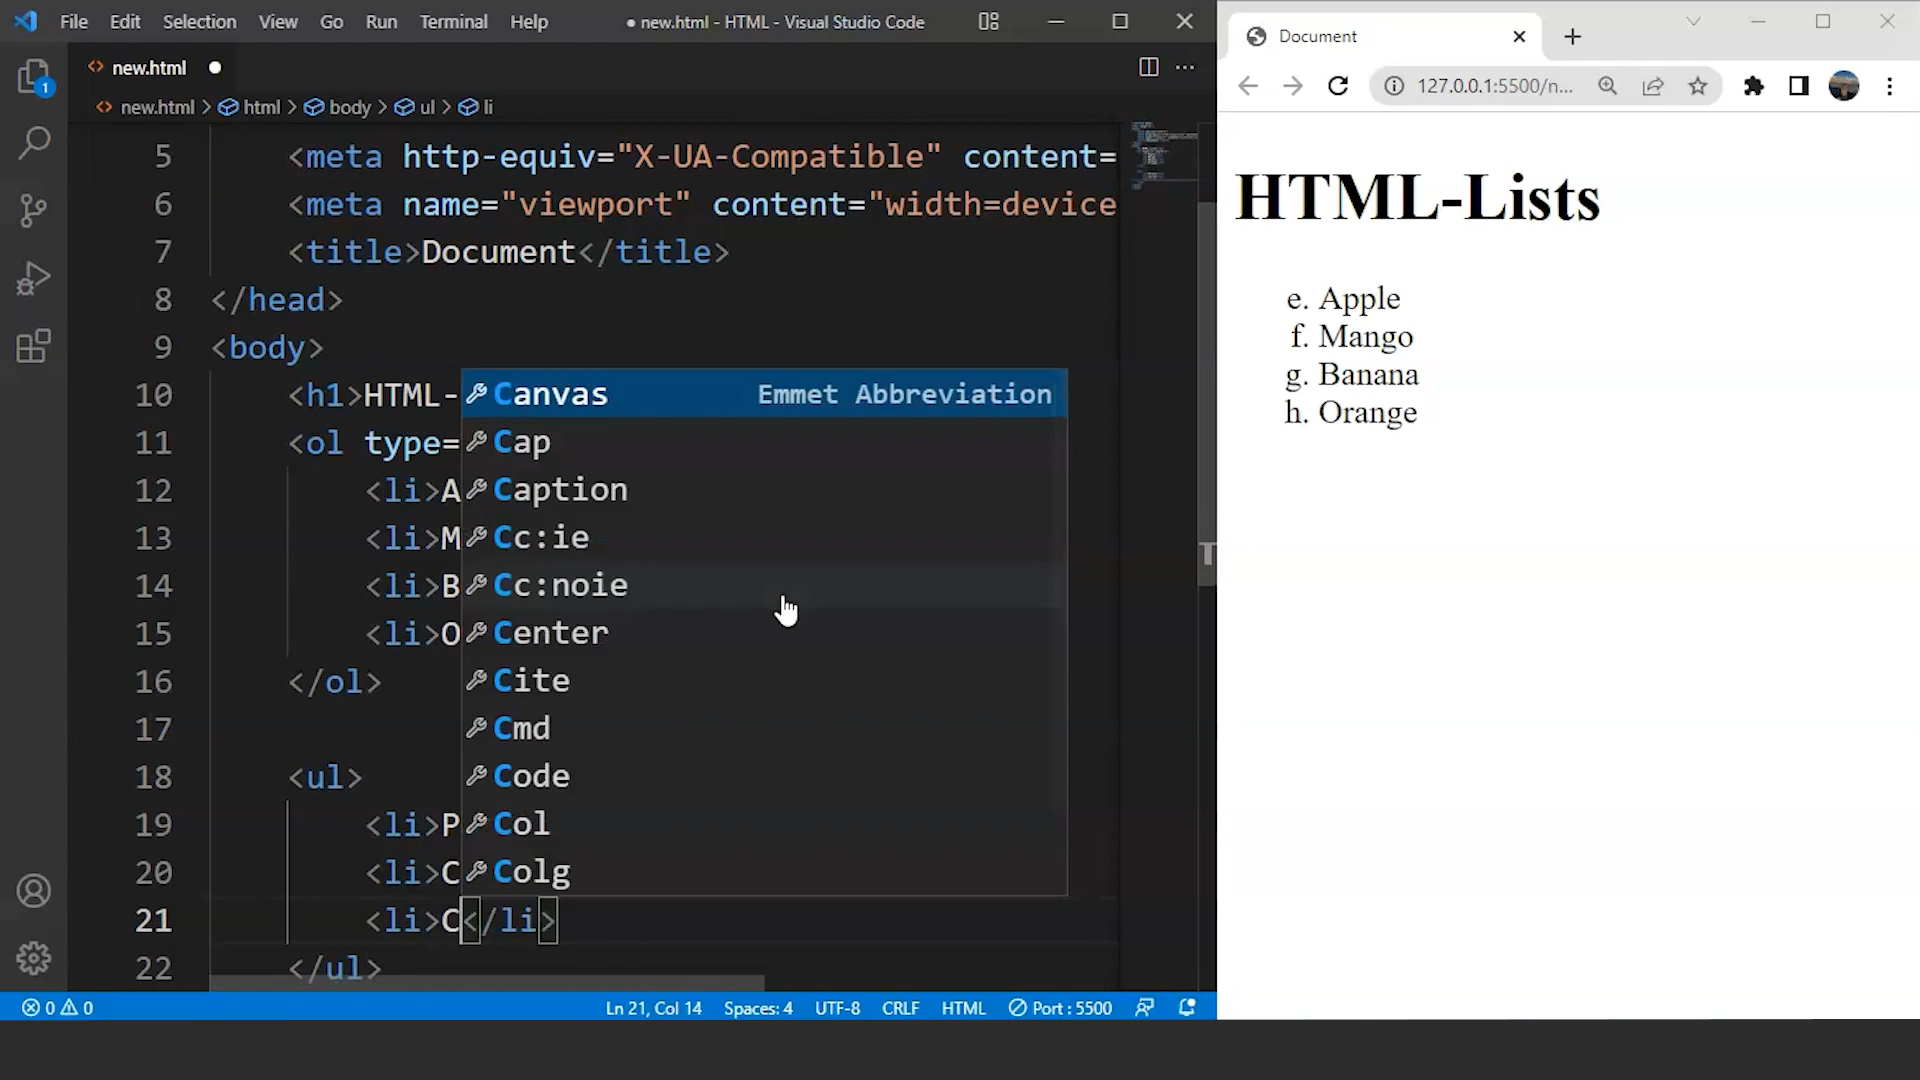 File Edit Selection View Go Run Terminal Help ● new.html - HTML - Visual Studio Code
new.html ●
new.html > html > body > ul > li
5 <meta http-equiv="X-UA-Compatible" content=
6 <meta name="viewport" content="width=device
7 <title>Document</title>
8 </head>
9 <body>
10 <h1>HTML-
11 <ol type=
12 <li>A
13 <li>M
14 <li>B
15 <li>O
16 </ol>
17
18 <ul>
19 <li>P
20 <li>C
21 <li>C</li>
22 </ul>
Canvas Emmet Abbreviation
Cap
Caption
Cc:ie
Cc:noie
Center
Cite
Cmd
Code
Col
Colg
1
0 0 Ln 21, Col 14 Spaces: 4 UTF-8 CRLF HTML Port : 5500
Document
127.0.0.1:5500/n...
HTML-Lists
e. Apple
f. Mango
g. Banana
h. Orange